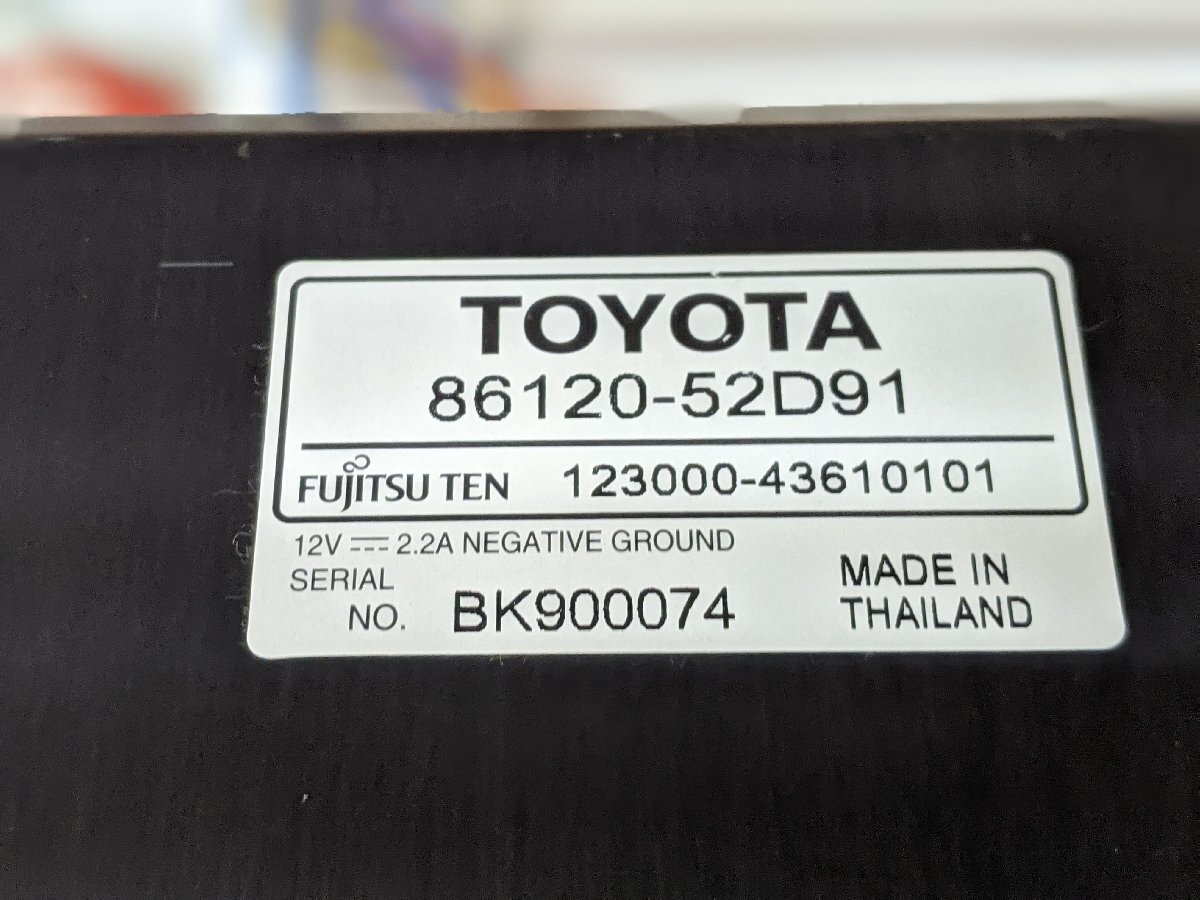 TOYOTA
86120-52D91
FUJITSU TEN 123000-43610101
12V ⎓ 2.2A NEGATIVE GROUND
SERIAL
NO. BK900074
MADE IN
THAILAND